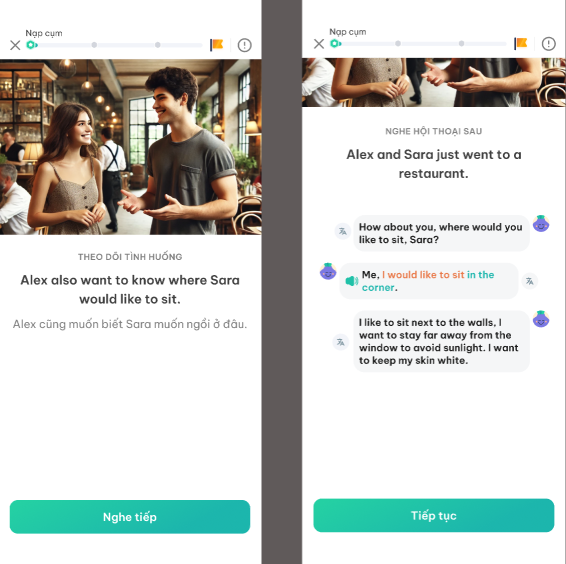 Nạp cụm
THEO DÕI TÌNH HUỐNG
Alex also want to know where Sara
would like to sit.
Alex cũng muốn biết Sara muốn ngồi ở đâu.
Nghe tiếp
Nạp cụm
NGHE HỘI THOẠI SAU
Alex and Sara just went to a
restaurant.
How about you, where would you
like to sit, Sara?
Me, I would like to sit in the
corner.
I like to sit next to the walls, I
want to stay far away from the
window to avoid sunlight. I want
to keep my skin white.
Tiếp tục